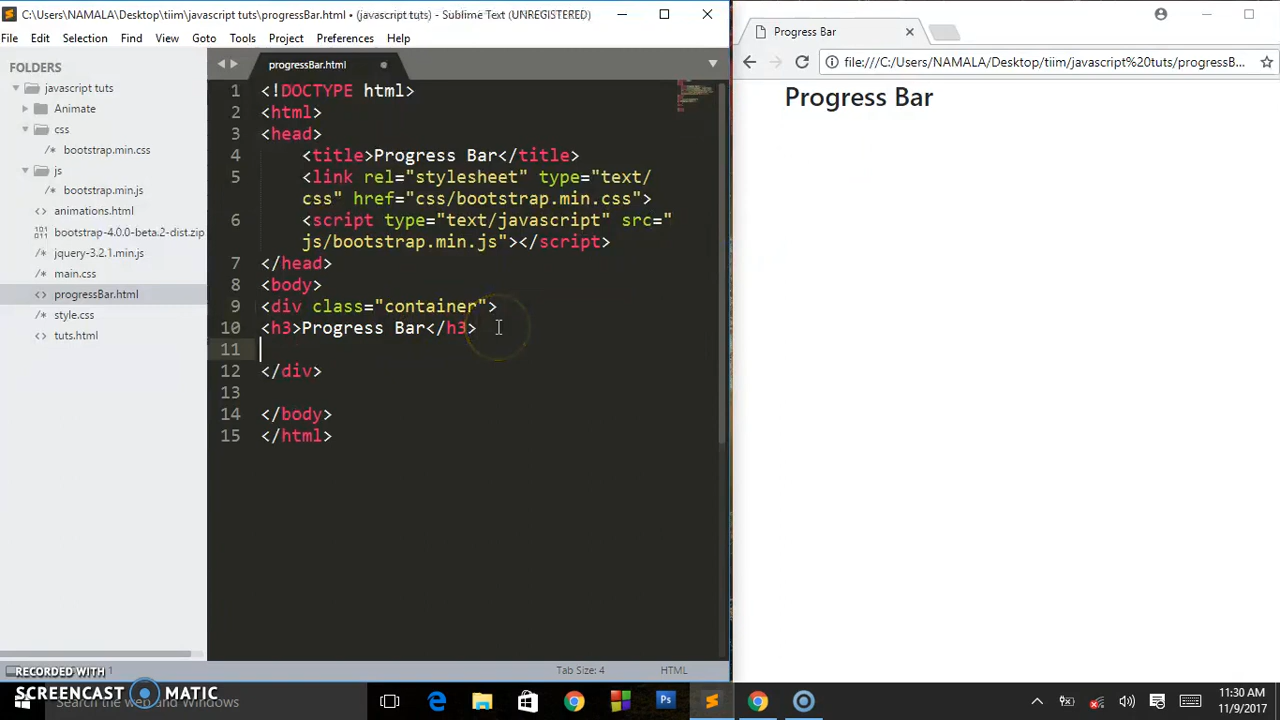 C:\Users\NAMALA\Desktop\tiim\javascript tuts\progressBar.html • (javascript tuts) - Sublime Text (UNREGISTERED)
File Edit Selection Find View Goto Tools Project Preferences Help
FOLDERS
javascript tuts
Animate
css
bootstrap.min.css
js
bootstrap.min.js
animations.html
bootstrap-4.0.0-beta.2-dist.zip
jquery-3.2.1.min.js
main.css
progressBar.html
style.css
tuts.html
progressBar.html
1 <!DOCTYPE html>
2 <html>
3 <head>
4 <title>Progress Bar</title>
5 <link rel="stylesheet" type="text/
css" href="css/bootstrap.min.css">
6 <script type="text/javascript" src="
js/bootstrap.min.js"></script>
7 </head>
8 <body>
9 <div class="container">
10 <h3>Progress Bar</h3>
11
12 </div>
13
14 </body>
15 </html>
Tab Size: 4 HTML
Progress Bar
file:///C:/Users/NAMALA/Desktop/tiim/javascript%20tuts/progressB...
Progress Bar
RECORDED WITH
SCREENCAST MATIC
Search the web and Windows
Ps
11:30 AM
11/9/2017